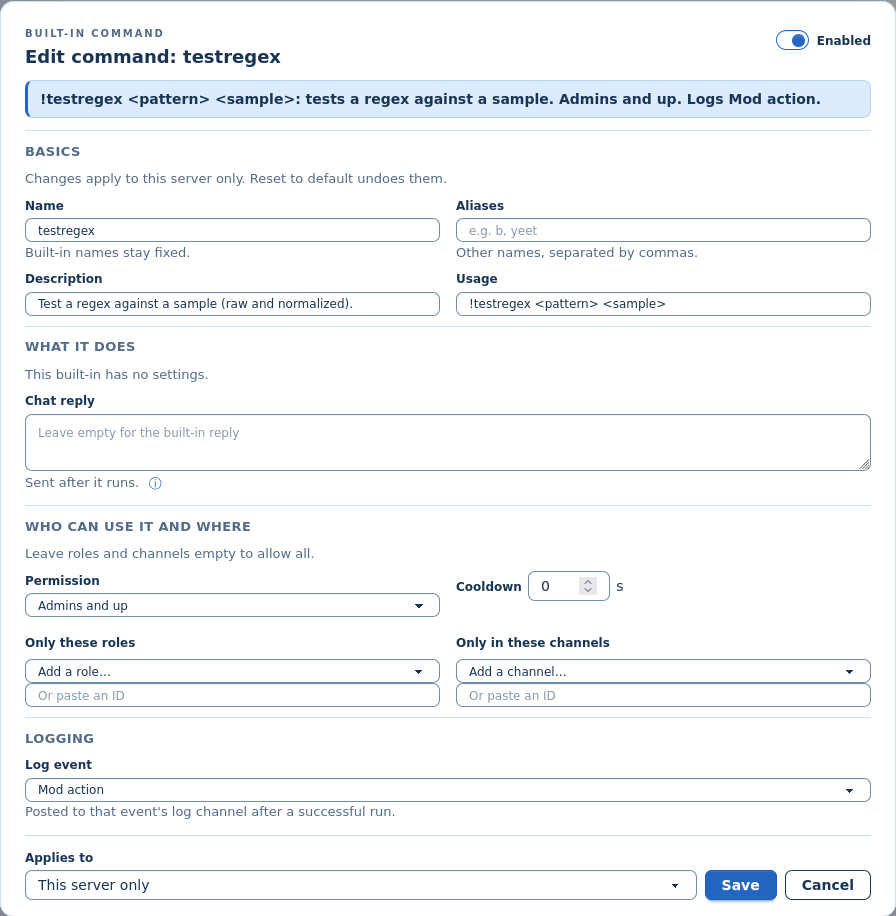 BUILT-IN COMMAND
Edit command: testregex
Enabled
!testregex <pattern> <sample>: tests a regex against a sample. Admins and up. Logs Mod action.
BASICS
Changes apply to this server only. Reset to default undoes them.
Name
Aliases
testregex
e.g. b, yeet
Built-in names stay fixed.
Other names, separated by commas.
Description
Usage
Test a regex against a sample (raw and normalized).
!testregex <pattern> <sample>
WHAT IT DOES
This built-in has no settings.
Chat reply
Leave empty for the built-in reply
Sent after it runs. ⓘ
WHO CAN USE IT AND WHERE
Leave roles and channels empty to allow all.
Permission
Admins and up
Cooldown 0 s
Only these roles
Only in these channels
Add a role...
Add a channel...
Or paste an ID
Or paste an ID
LOGGING
Log event
Mod action
Posted to that event's log channel after a successful run.
Applies to
This server only
Save
Cancel